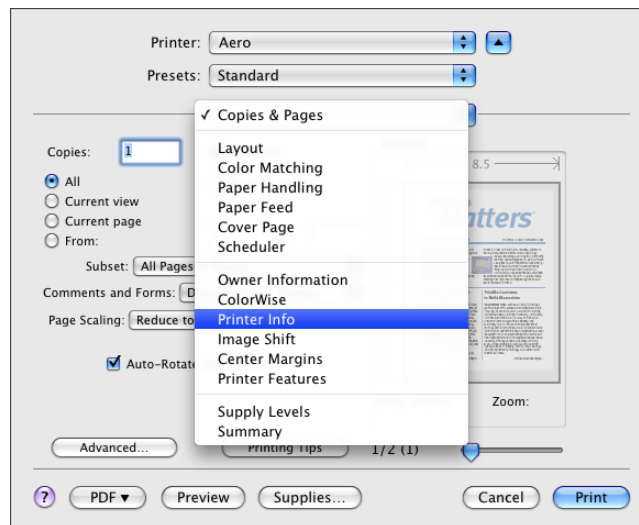 Printer: Aero
Presets: Standard
✓ Copies & Pages
Layout
Color Matching
Paper Handling
Paper Feed
Cover Page
Scheduler
Owner Information
ColorWise
Printer Info
Image Shift
Center Margins
Printer Features
Supply Levels
Summary
Copies: 1
All
Current view
Current page
From:
Subset: All Pages
Comments and Forms: D
Page Scaling: Reduce to
Auto-Rotate
8.5
atters
Zoom:
Advanced...
Printing Tips
1/2 (1)
? PDF ▼ Preview Supplies... Cancel Print